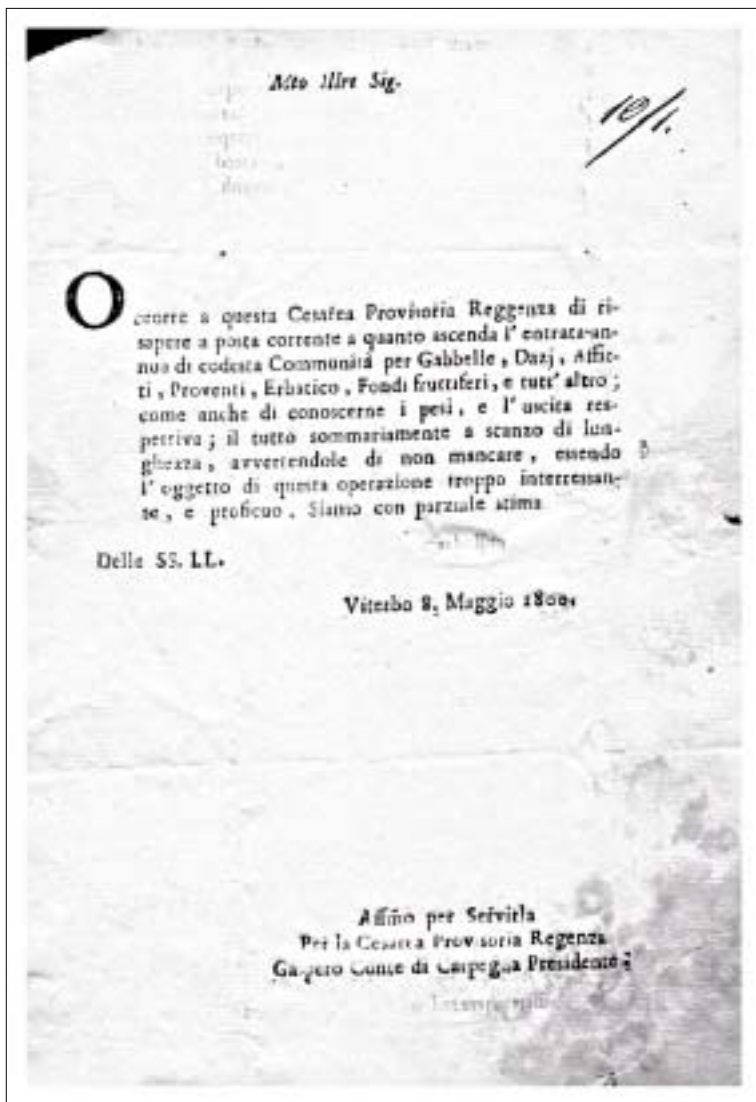 Mto Illre Sig.
10/1.
Occorre a questa Cesarea Provisoria Reggenza di ri-
sapere a posta corrente a quanto ascenda l' entrata an-
nua di codesta Communitá per Gabbelle, Dazj, Affit-
ti, Proventi, Erbatico, Fondi fruttiferi, e tutt' altro;
come anche di conoscerne i pesi, e l' uscita res-
pettiva; il tutto sommariamente a scanzo di lun-
ghezza, avvertendole di non mancare, essendo
l' oggetto di questa operazione troppo interressan-
te, e proficuo. Siamo con parziale stima
Delle SS. LL.
Viterbo 8. Maggio 1800.
Affmo per Servirla
Per la Cesarea Provisoria Regenza
Gaspero Conte di Carpegna Presidente